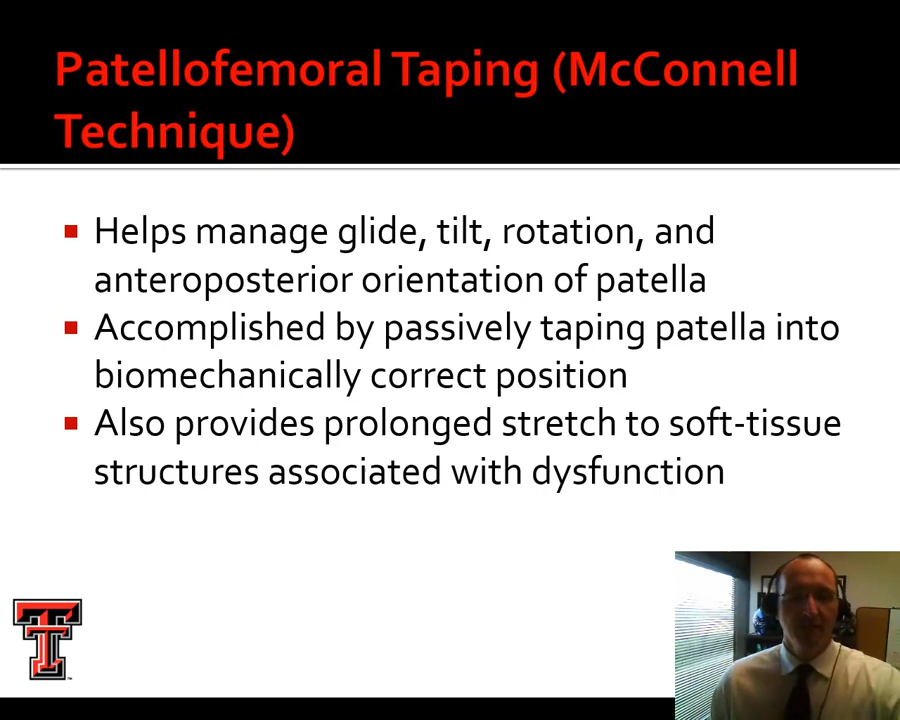 Patellofemoral Taping (McConnell
Technique)
Helps manage glide, tilt, rotation, and
anteroposterior orientation of patella
Accomplished by passively taping patella into
biomechanically correct position
Also provides prolonged stretch to soft-tissue
structures associated with dysfunction